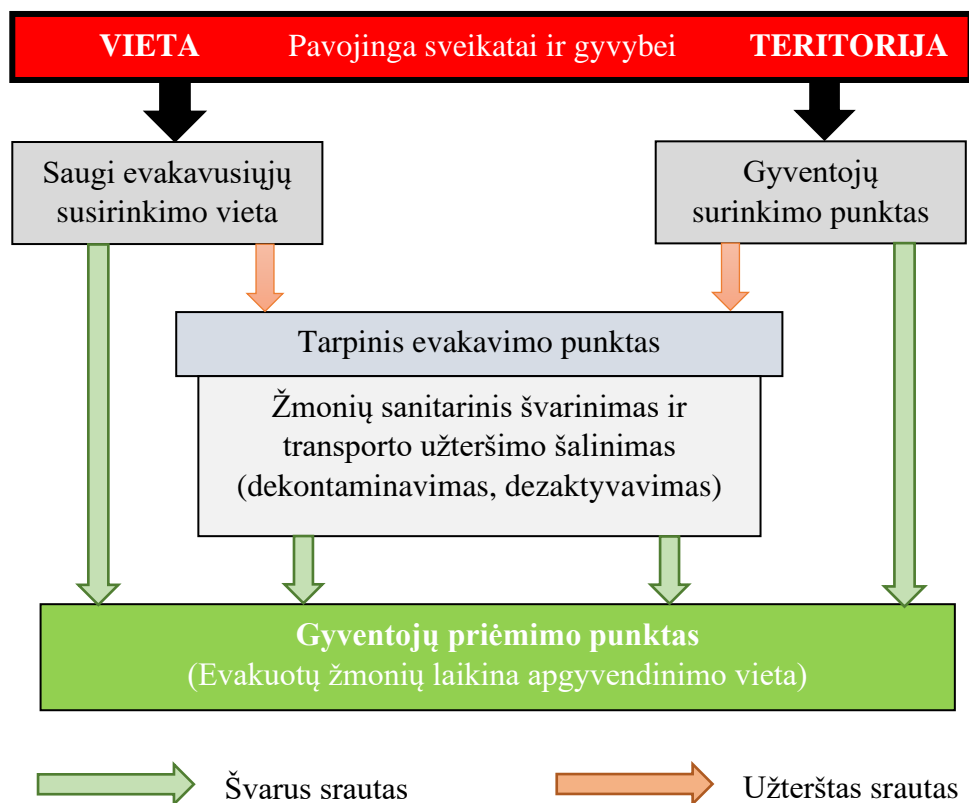 VIETA Pavojinga sveikatai ir gyvybei TERITORIJA
Saugi evakavusiųjų
susirinkimo vieta
Gyventojų
surinkimo punktas
Tarpinis evakavimo punktas
Žmonių sanitarinis švarinimas ir
transporto užteršimo šalinimas
(dekontaminavimas, dezaktyvavimas)
Gyventojų priėmimo punktas
(Evakuotų žmonių laikina apgyvendinimo vieta)
Švarus srautas
Užterštas srautas